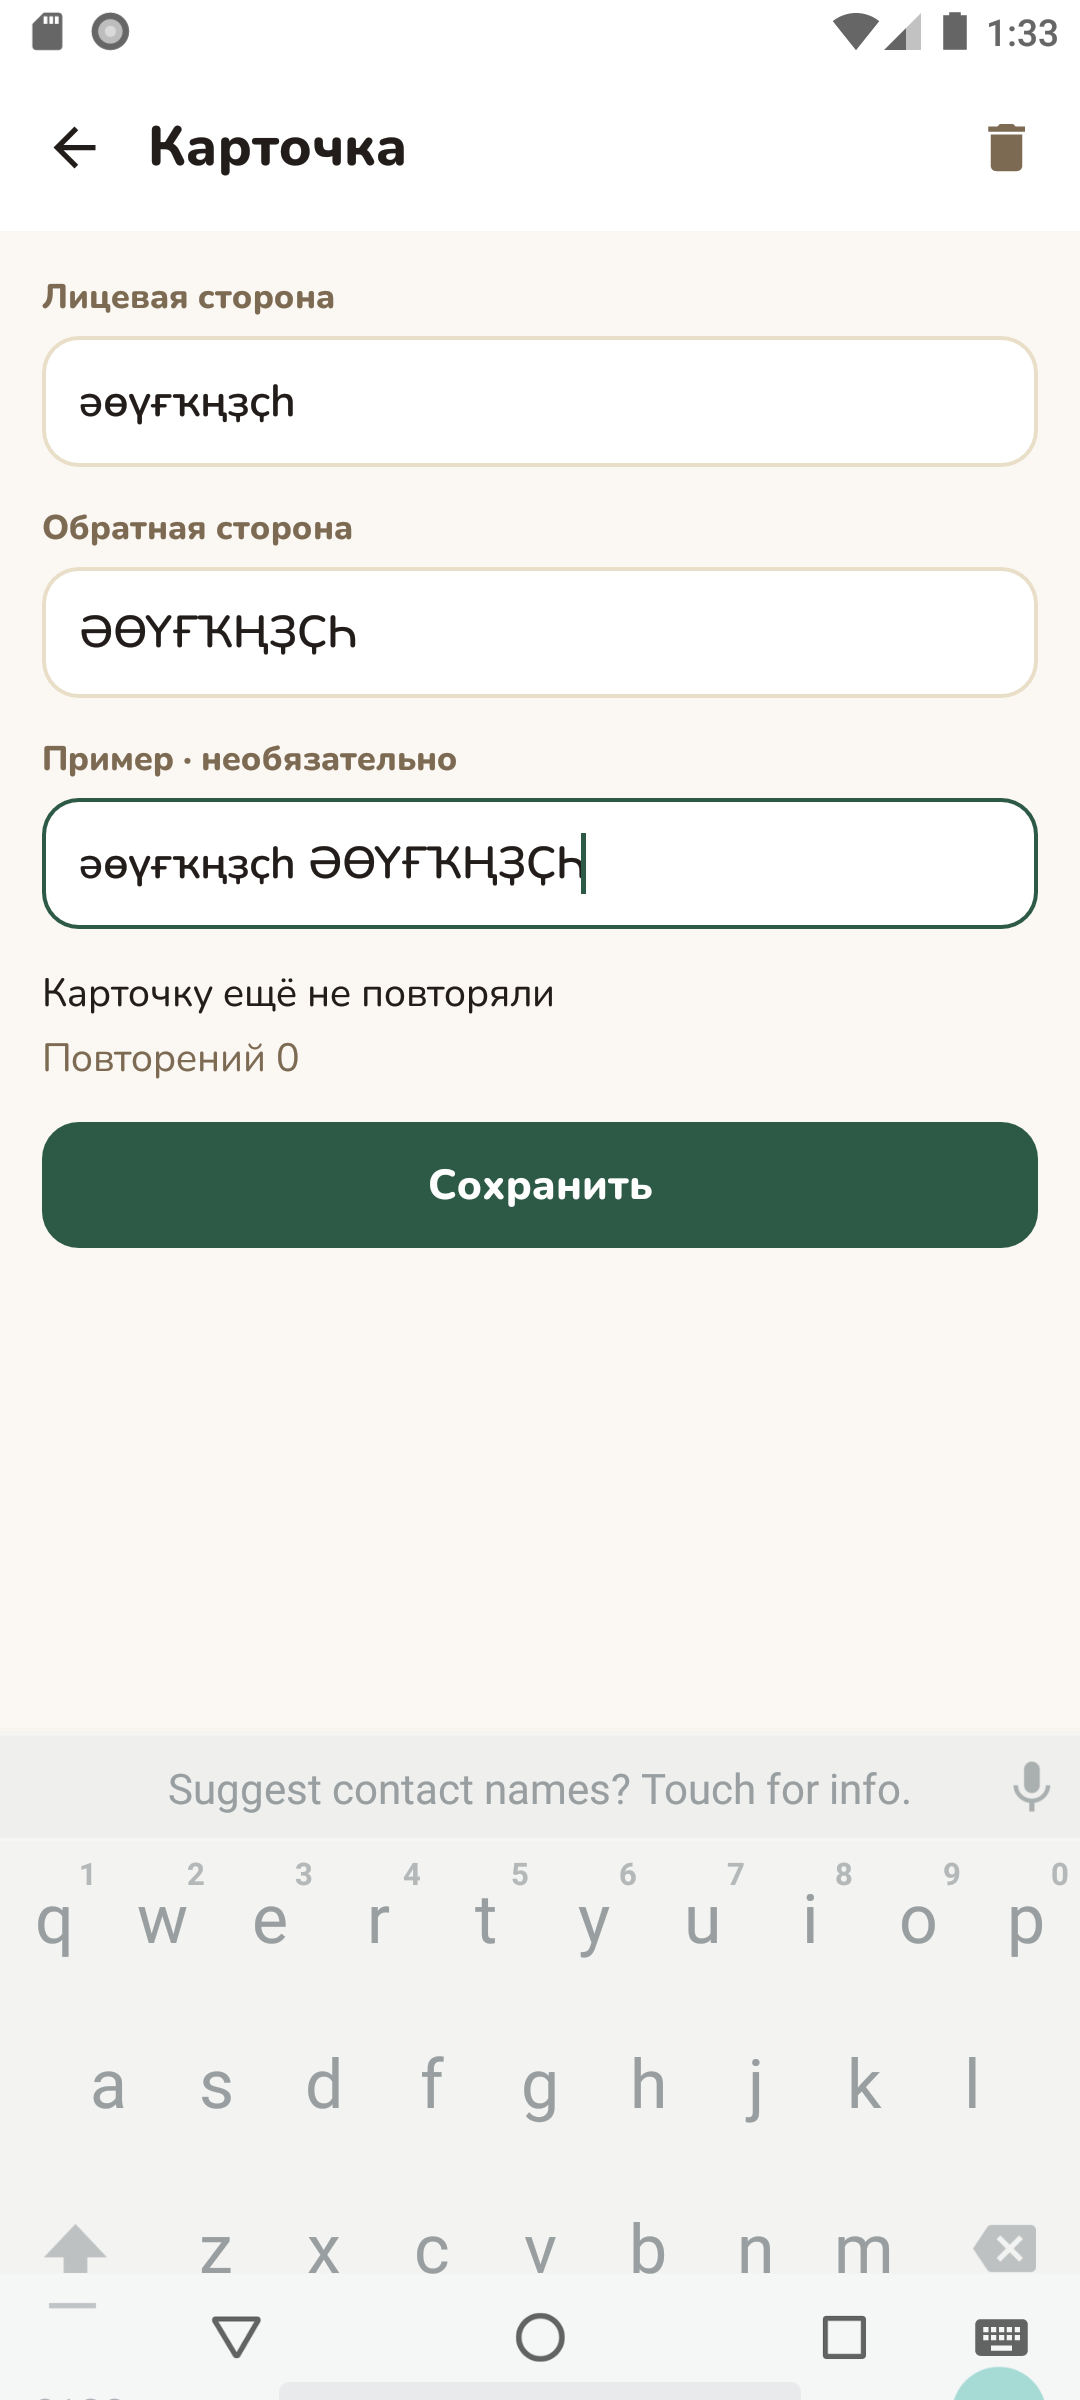 1:33
Карточка
Лицевая сторона
әөүғҡңҙҫһ
Обратная сторона
ӘӨҮҒҠҢҘҪҺ
Пример · необязательно
әөүғҡңҙҫһ ӘӨҮҒҠҢҘҪҺ
Карточку ещё не повторяли
Повторений 0
Сохранить
Suggest contact names? Touch for info.
1 2 3 4 5 6 7 8 9 0
q w e r t y u i o p
a s d f g h j k l
z x c v b n m